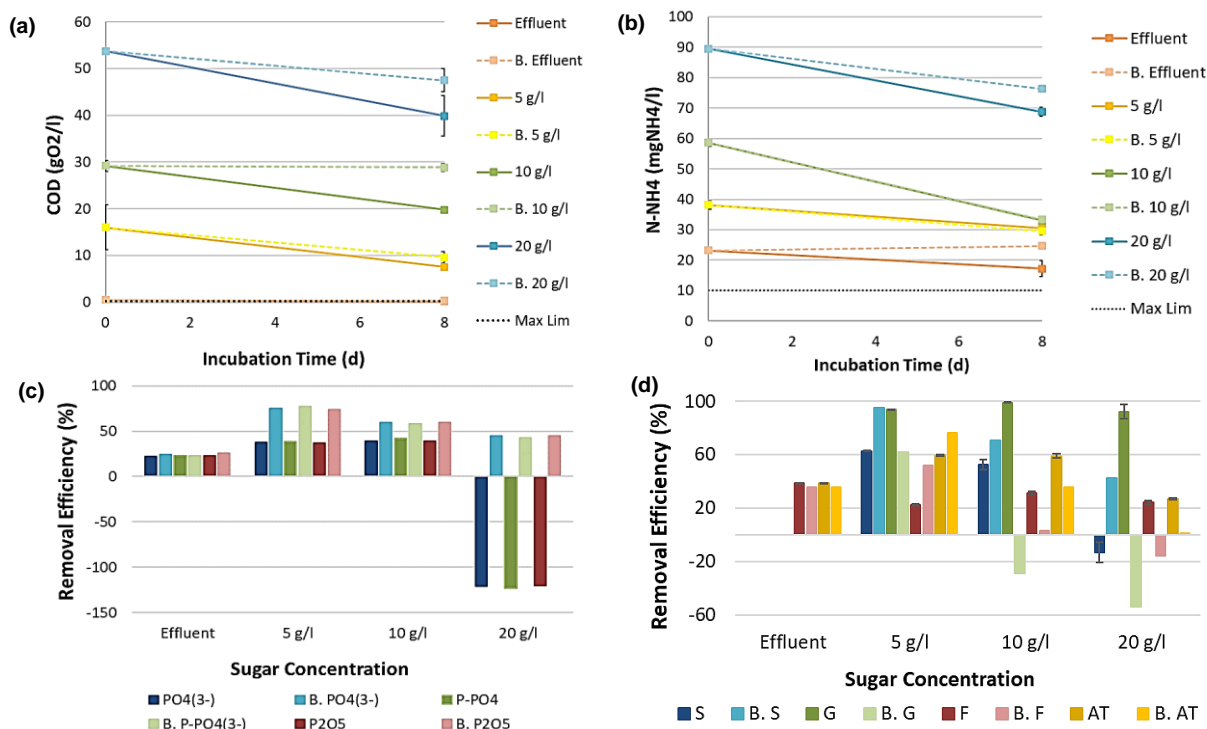 (a)
COD (gO2/l)
60
50
40
30
20
10
0
0 2 4 6 8
Incubation Time (d)
Effluent
B. Effluent
5 g/l
B. 5 g/l
10 g/l
B. 10 g/l
20 g/l
B. 20 g/l
Max Lim
(b)
N-NH4 (mgNH4/l)
100
90
80
70
60
50
40
30
20
10
0
0 2 4 6 8
Incubation Time (d)
Effluent
B. Effluent
5 g/l
B. 5 g/l
10 g/l
B. 10 g/l
20 g/l
B. 20 g/l
Max Lim
(c)
Removal Efficiency (%)
100
50
0
-50
-100
-150
Effluent 5 g/l 10 g/l 20 g/l
Sugar Concentration
PO4(3-) B. PO4(3-) P-PO4
B. P-PO4(3-) P2O5 B. P2O5
(d)
Removal Efficiency (%)
100
60
20
-20
-60
Effluent 5 g/l 10 g/l 20 g/l
Sugar Concentration
S B. S G B. G F B. F AT B. AT